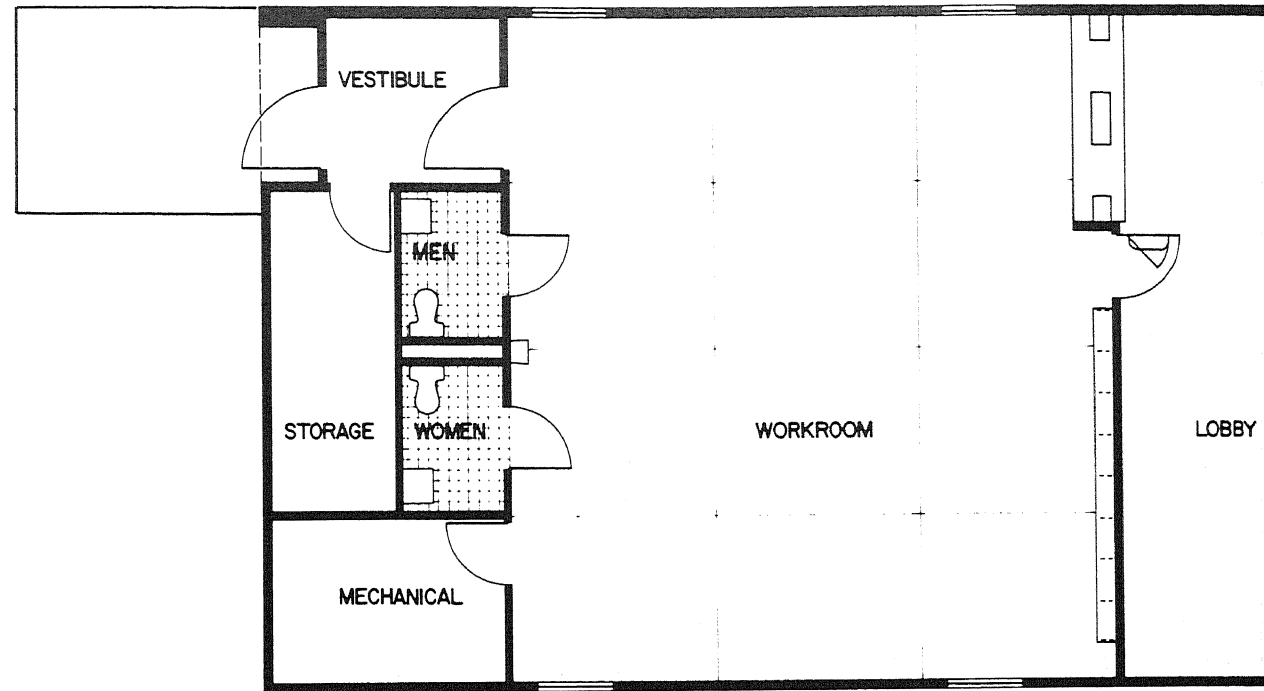 VESTIBULE
MEN
STORAGE
WOMEN
WORKROOM
LOBBY
MECHANICAL